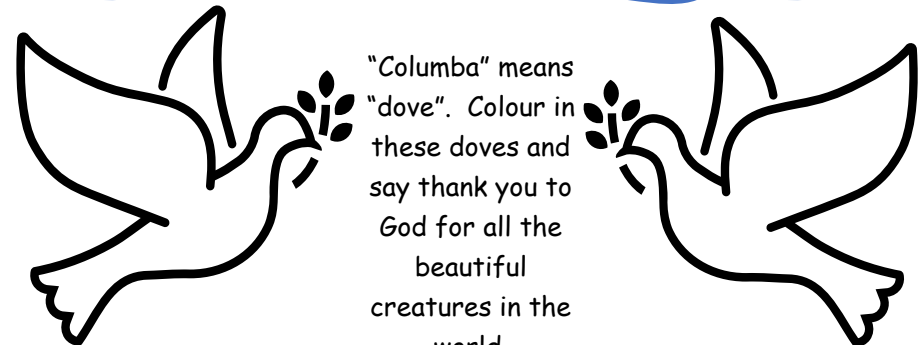 “Columba” means
“dove”.  Colour in
these doves and
say thank you to
God for all the
beautiful
creatures in the
world